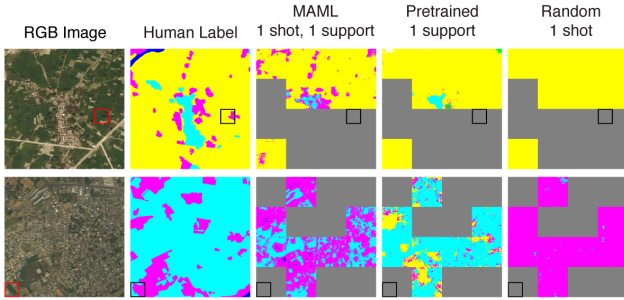 RGB Image
Human Label
MAML
1 shot, 1 support
Pretrained
1 support
Random
1 shot